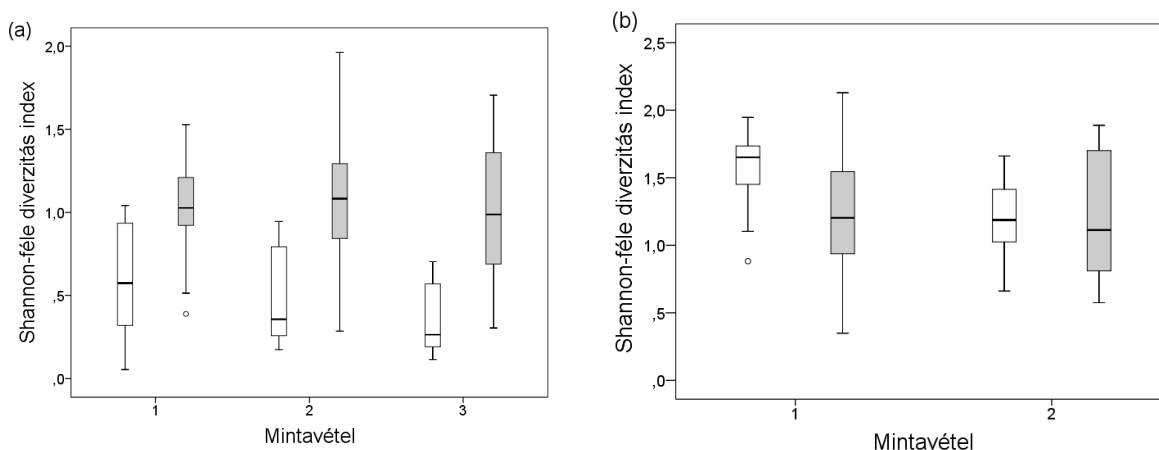 (a)
Shannon-féle diverzitás index
2,0
1,5
1,0
,5
,0
1 2 3
Mintavétel
(b)
Shannon-féle diverzitás index
2,5
2,0
1,5
1,0
,5
,0
1 2
Mintavétel